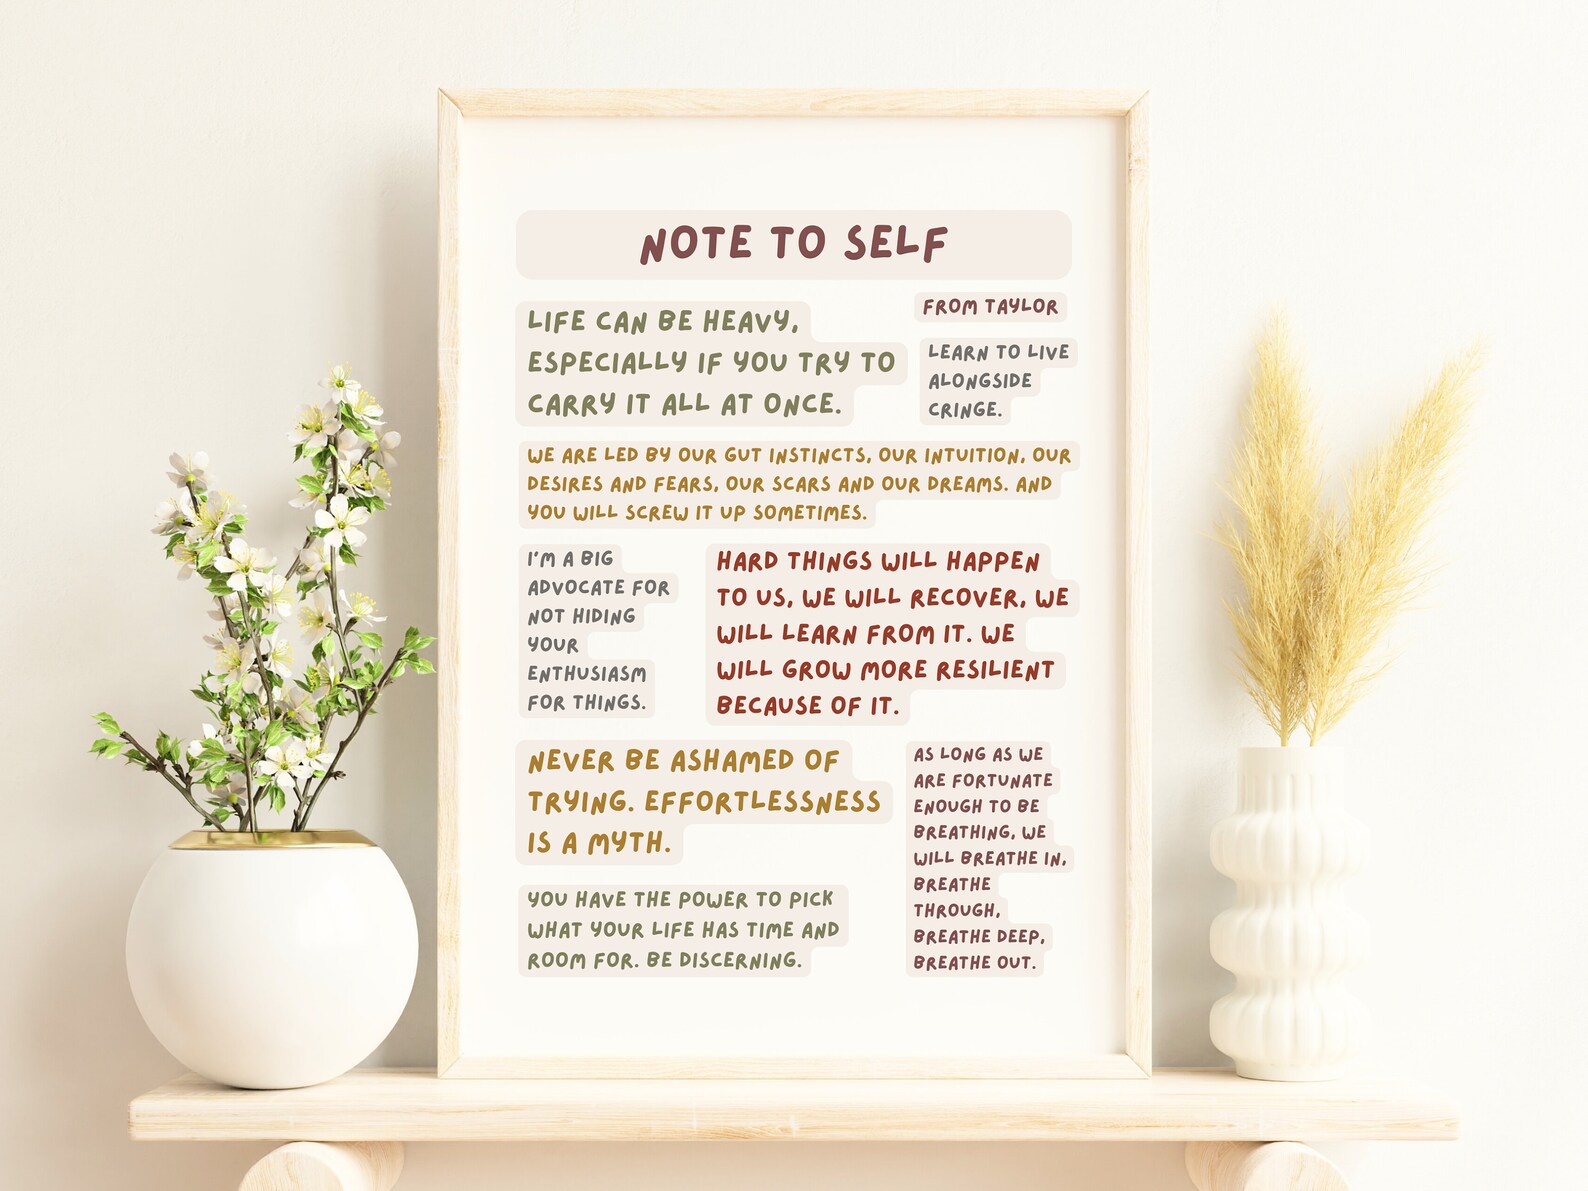 NOTE TO SELF
FROM TAYLOR
LIFE CAN BE HEAVY,
ESPECIALLY IF YOU TRY TO
CARRY IT ALL AT ONCE.
LEARN TO LIVE
ALONGSIDE
CRINGE.
WE ARE LED BY OUR GUT INSTINCTS, OUR INTUITION, OUR
DESIRES AND FEARS, OUR SCARS AND OUR DREAMS. AND
YOU WILL SCREW IT UP SOMETIMES.
I'M A BIG
ADVOCATE FOR
NOT HIDING
YOUR
ENTHUSIASM
FOR THINGS.
HARD THINGS WILL HAPPEN
TO US, WE WILL RECOVER, WE
WILL LEARN FROM IT. WE
WILL GROW MORE RESILIENT
BECAUSE OF IT.
NEVER BE ASHAMED OF
TRYING. EFFORTLESSNESS
IS A MYTH.
AS LONG AS WE
ARE FORTUNATE
ENOUGH TO BE
BREATHING, WE
WILL BREATHE IN,
BREATHE
THROUGH,
BREATHE DEEP,
BREATHE OUT.
YOU HAVE THE POWER TO PICK
WHAT YOUR LIFE HAS TIME AND
ROOM FOR. BE DISCERNING.